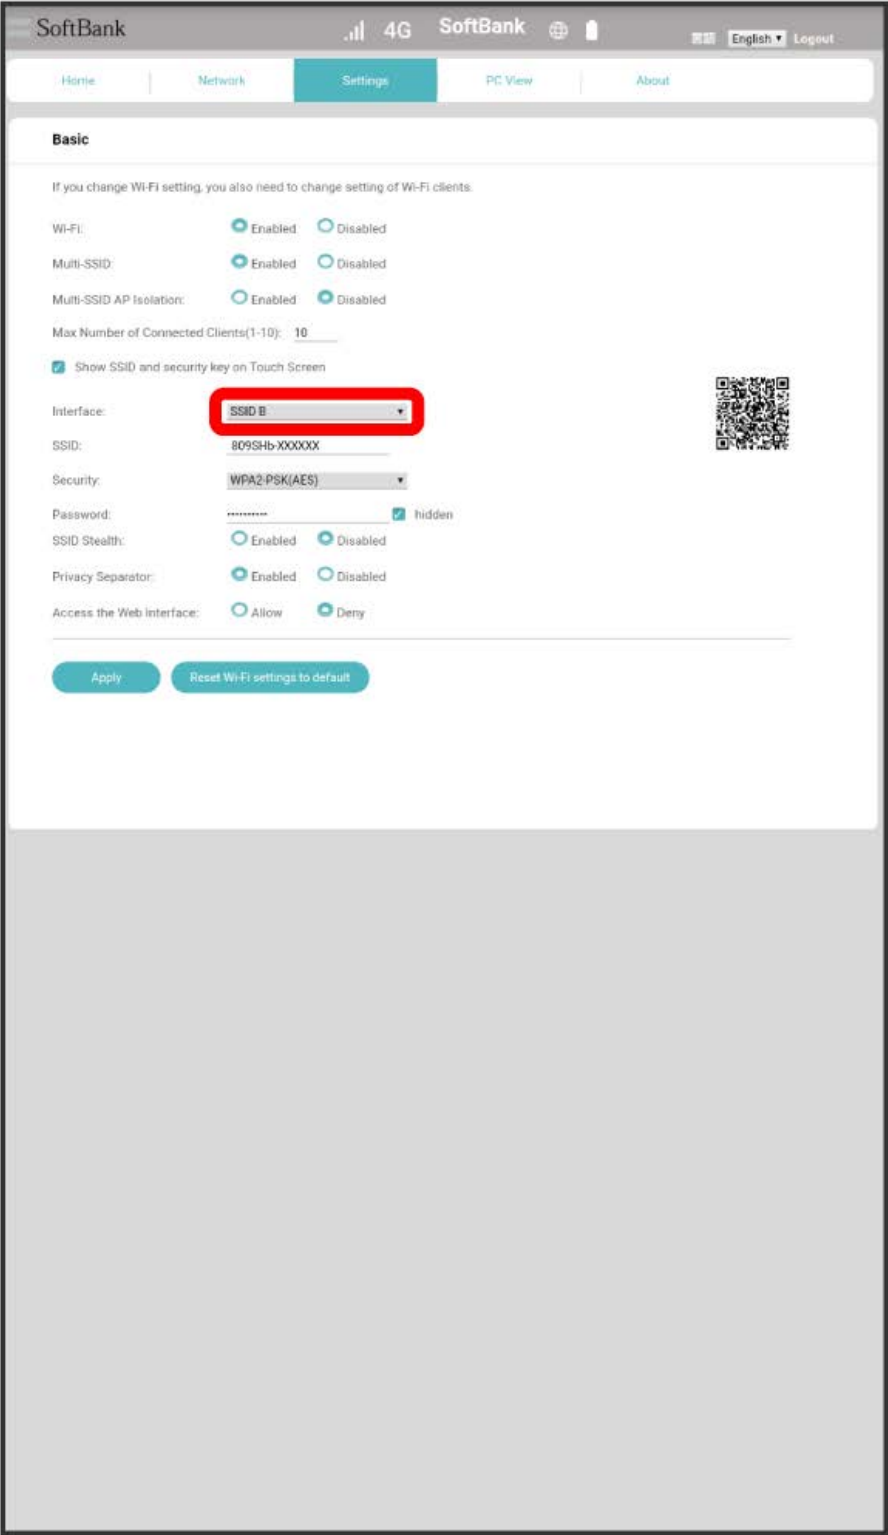 SoftBank 4G SoftBank 言語 English Logout
Home Network Settings PC View About
Basic
If you change Wi-Fi setting, you also need to change setting of Wi-Fi clients.
Wi-Fi: Enabled Disabled
Multi-SSID: Enabled Disabled
Multi-SSID AP Isolation: Enabled Disabled
Max Number of Connected Clients(1-10): 10
Show SSID and security key on Touch Screen
Interface: SSID B
SSID: 809SHb-XXXXXX
Security: WPA2-PSK(AES)
Password: ---------- hidden
SSID Stealth: Enabled Disabled
Privacy Separator: Enabled Disabled
Access the Web Interface: Allow Deny
Apply Reset Wi-Fi settings to default